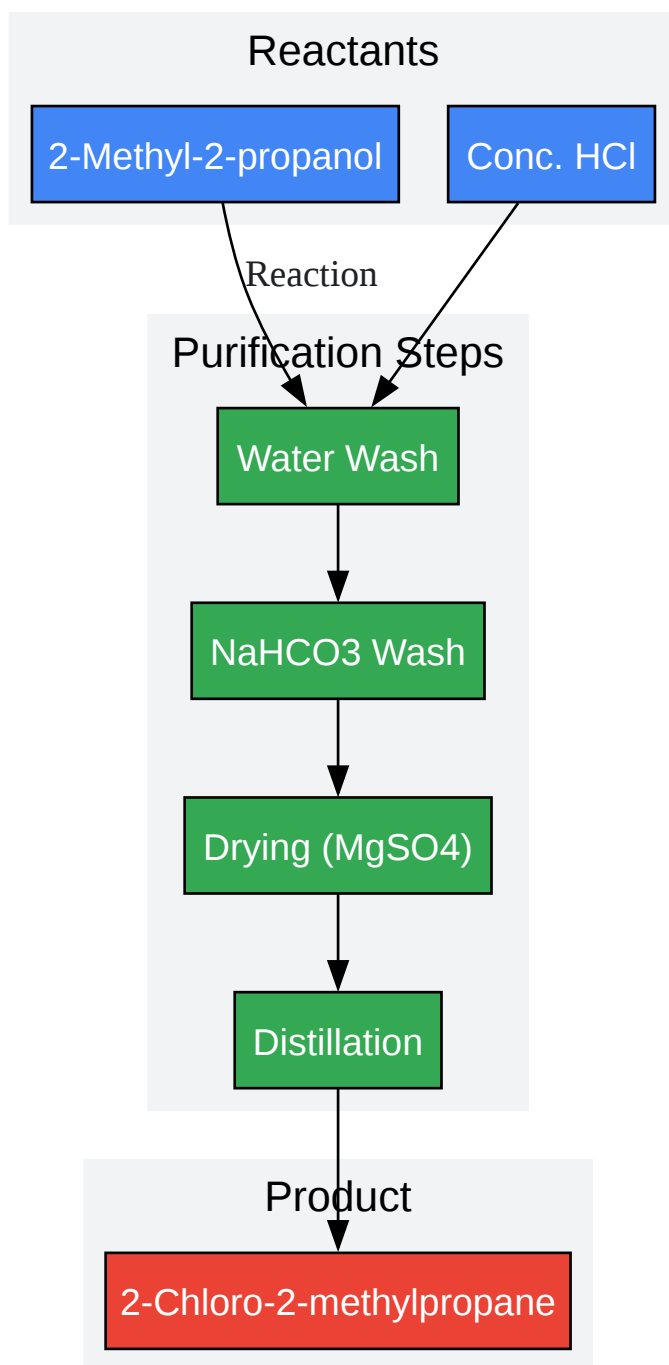 Reactants
2-Methyl-2-propanol
Conc. HCl
Reaction
Purification Steps
Water Wash
NaHCO3 Wash
Drying (MgSO4)
Distillation
Product
2-Chloro-2-methylpropane